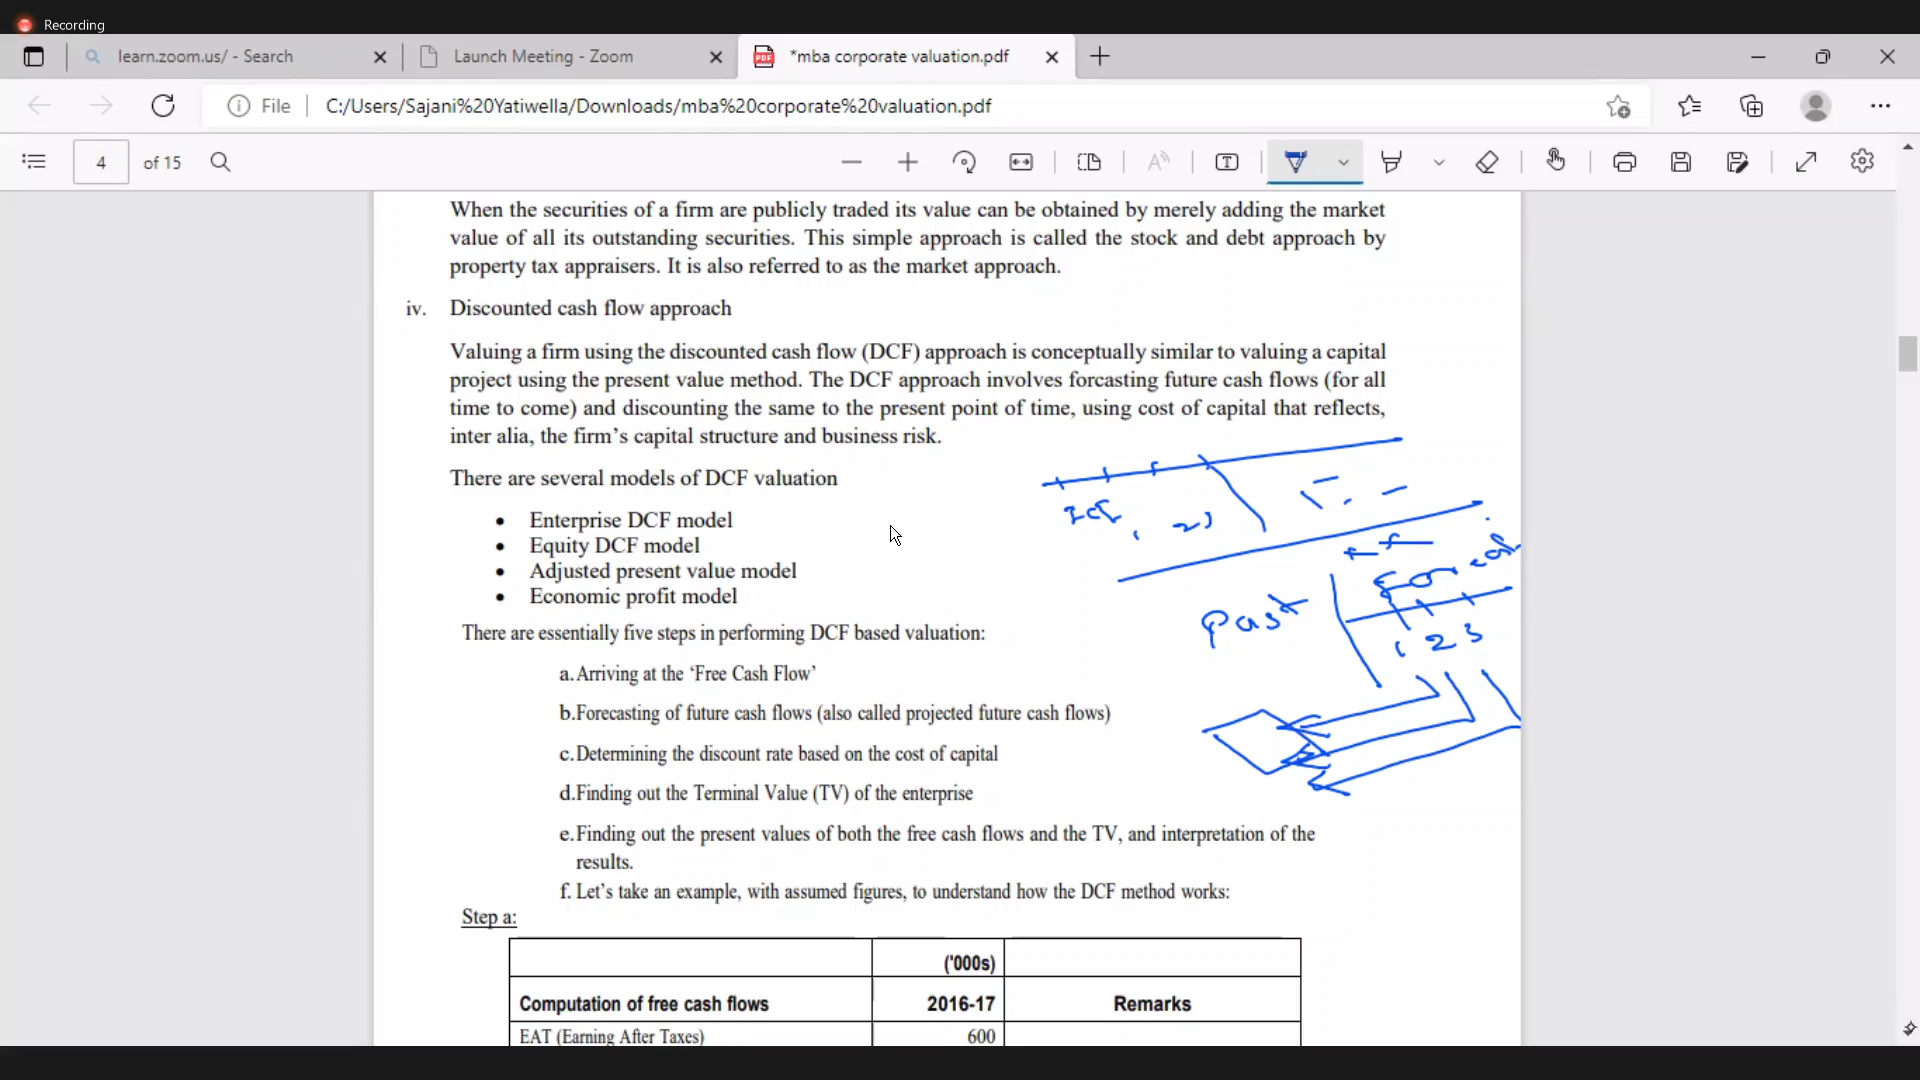 Recording
learn.zoom.us/ - Search
Launch Meeting - Zoom
*mba corporate valuation.pdf
File
C:/Users/Sajani%20Yatiwella/Downloads/mba%20corporate%20valuation.pdf
4 of 15
When the securities of a firm are publicly traded its value can be obtained by merely adding the market
value of all its outstanding securities. This simple approach is called the stock and debt approach by
property tax appraisers. It is also referred to as the market approach.
iv. Discounted cash flow approach
Valuing a firm using the discounted cash flow (DCF) approach is conceptually similar to valuing a capital
project using the present value method. The DCF approach involves forcasting future cash flows (for all
time to come) and discounting the same to the present point of time, using cost of capital that reflects,
inter alia, the firm’s capital structure and business risk.
There are several models of DCF valuation
• Enterprise DCF model
• Equity DCF model
• Adjusted present value model
• Economic profit model
Past
1 2 3
There are essentially five steps in performing DCF based valuation:
a. Arriving at the ‘Free Cash Flow’
b. Forecasting of future cash flows (also called projected future cash flows)
c. Determining the discount rate based on the cost of capital
d. Finding out the Terminal Value (TV) of the enterprise
e. Finding out the present values of both the free cash flows and the TV, and interpretation of the
results.
f. Let’s take an example, with assumed figures, to understand how the DCF method works:
Step a:
('000s)
Computation of free cash flows 2016-17 Remarks
EAT (Earning After Taxes) 600